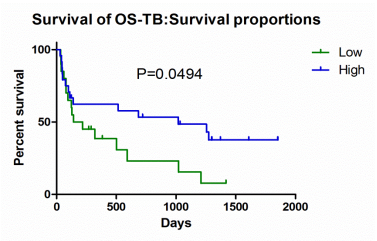 Survival of OS-TB:Survival proportions
100
50
0
Percent survival
P=0.0494
Low
High
0
500
1000
1500
2000
Days